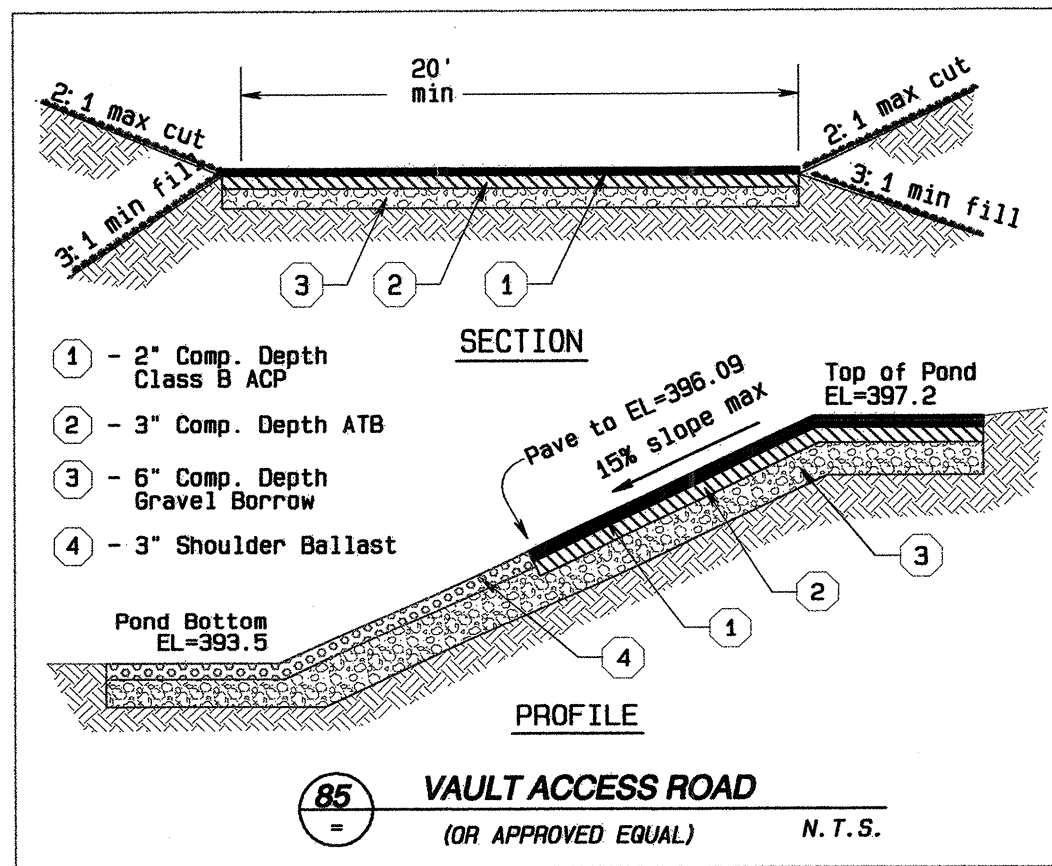 20'
min
2:1 max cut
3:1 min fill
2:1 max cut
3:1 min fill
3
2
1
SECTION
1 - 2" Comp. Depth
Class B ACP
2 - 3" Comp. Depth ATB
3 - 6" Comp. Depth
Gravel Borrow
4 - 3" Shoulder Ballast
Pave to EL=396.09
15% slope max
Top of Pond
EL=397.2
Pond Bottom
EL=393.5
3
2
1
4
PROFILE
85
=
VAULT ACCESS ROAD
(OR APPROVED EQUAL)
N.T.S.